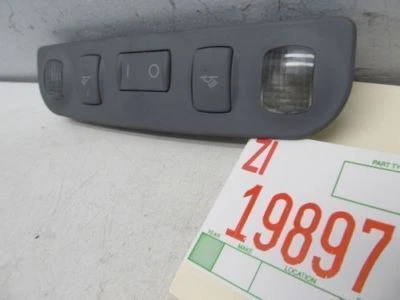 I O
ZI
PART TY
19897
YEAR MAKE
LOCATION